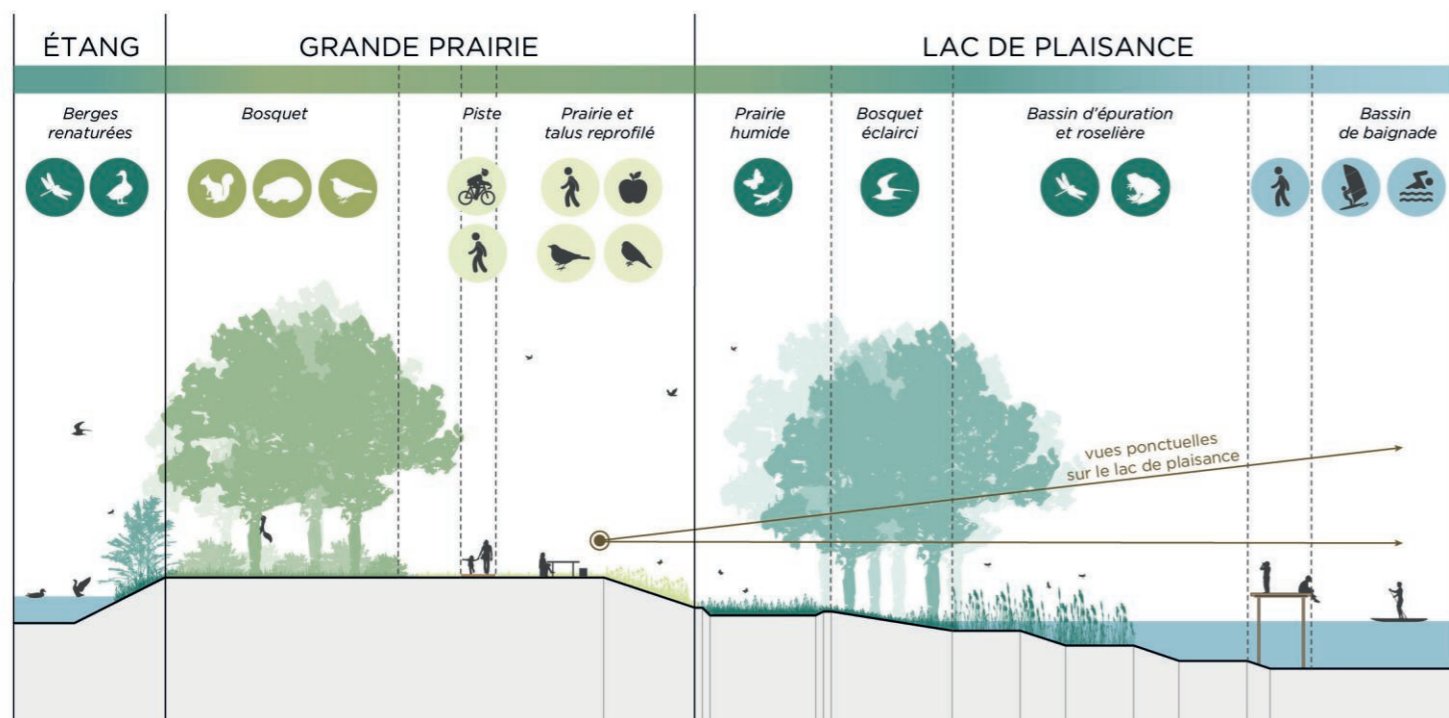 ÉTANG
GRANDE PRAIRIE
LAC DE PLAISANCE
Berges
renaturées
Bosquet
Piste
Prairie et
talus reprofilé
Prairie
humide
Bosquet
éclairci
Bassin d'épuration
et roselière
Bassin
de baignade
vues ponctuelles
sur le lac de plaisance